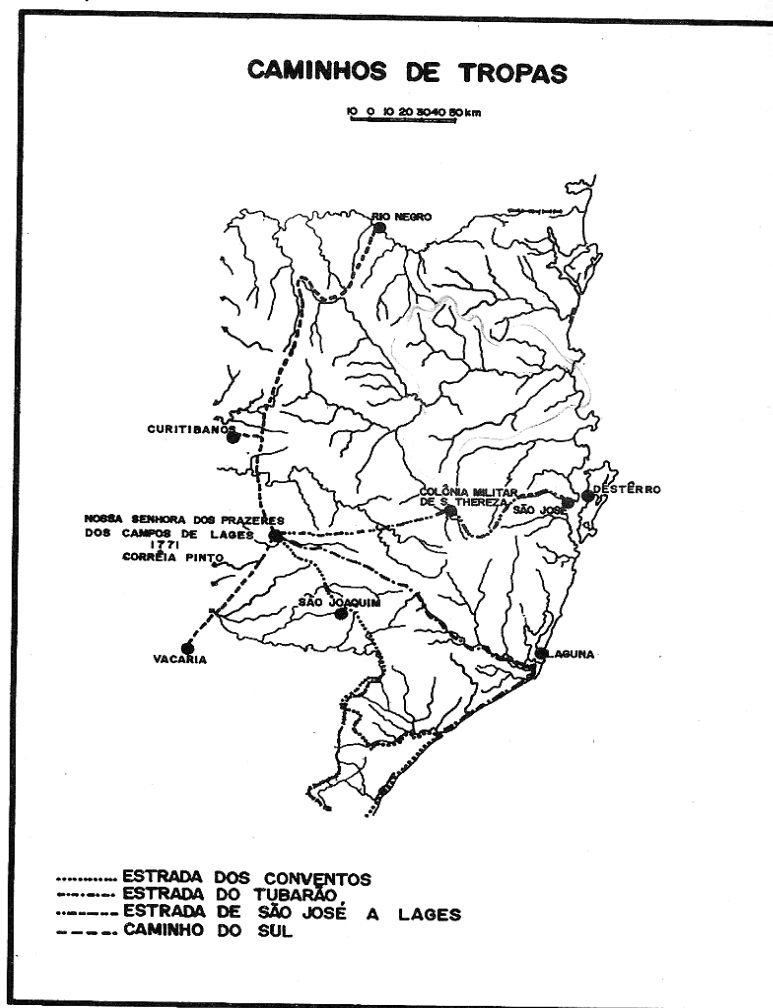 CAMINHOS DE TROPAS
10 0 10 20 30 40 50 km
RIO NEGRO
CURITIBANOS
COLÔNIA MILITAR
DE S. THEREZA
DESTÊRRO
SÃO JOSÉ
NOSSA SENHORA DOS PRAZERES
DOS CAMPOS DE LAGES
1771
CORRÊIA PINTO
SÃO JOAQUIM
VACARIA
LAGUNA
ESTRADA DOS CONVENTOS
ESTRADA DO TUBARÃO
ESTRADA DE SÃO JOSÉ A LAGES
CAMINHO DO SUL